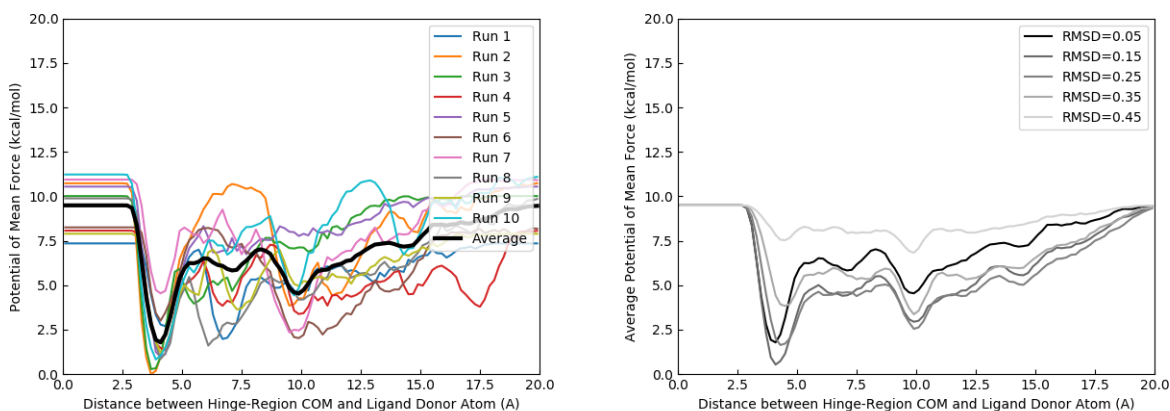 20.0
17.5
15.0
12.5
10.0
7.5
5.0
2.5
0.0
Potential of Mean Force (kcal/mol)
0.0 2.5 5.0 7.5 10.0 12.5 15.0 17.5 20.0
Distance between Hinge-Region COM and Ligand Donor Atom (A)
Run 1
Run 2
Run 3
Run 4
Run 5
Run 6
Run 7
Run 8
Run 9
Run 10
Average
20.0
17.5
15.0
12.5
10.0
7.5
5.0
2.5
0.0
Average Potential of Mean Force (kcal/mol)
0.0 2.5 5.0 7.5 10.0 12.5 15.0 17.5 20.0
Distance between Hinge-Region COM and Ligand Donor Atom (A)
RMSD=0.05
RMSD=0.15
RMSD=0.25
RMSD=0.35
RMSD=0.45